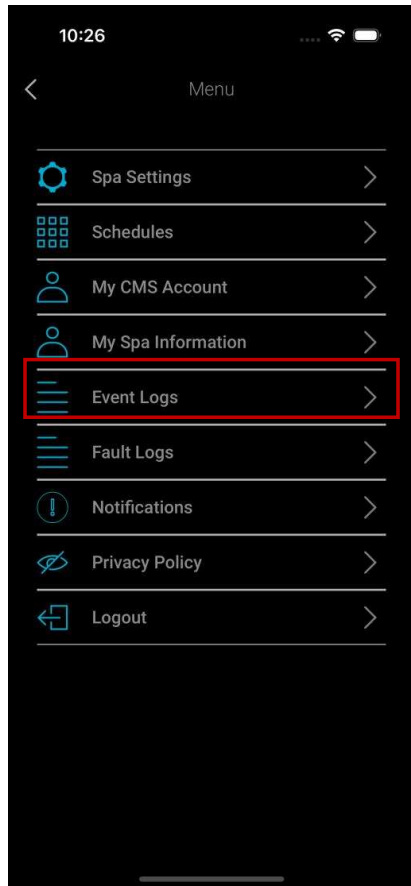 10:26
Menu
Spa Settings
Schedules
My CMS Account
My Spa Information
Event Logs
Fault Logs
Notifications
Privacy Policy
Logout